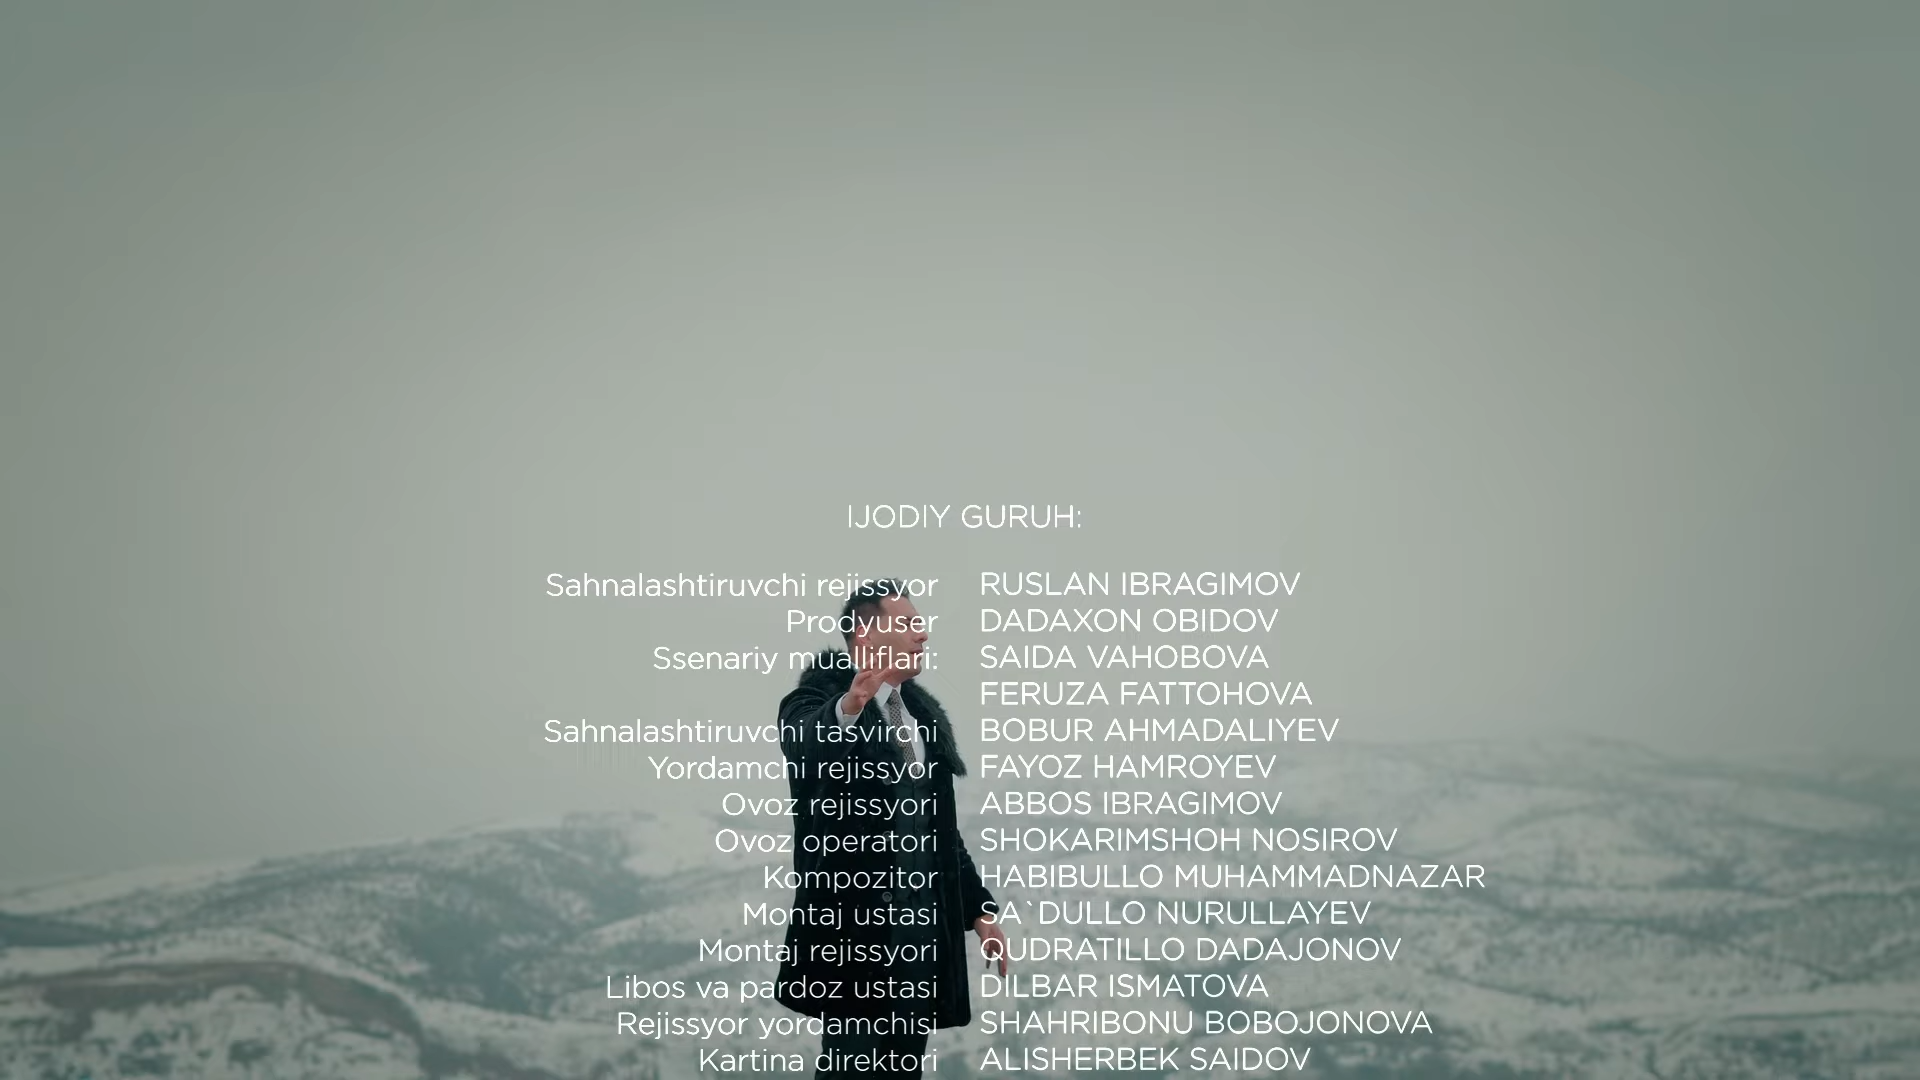 IJODIY GURUH:
Sahnalashtiruvchi rejissyor RUSLAN IBRAGIMOV
Prodyuser DADAXON OBIDOV
Ssenariy mualliflari: SAIDA VAHOBOVA
FERUZA FATTOHOVA
Sahnalashtiruvchi tasvirchi BOBUR AHMADALIYEV
Yordamchi rejissyor FAYOZ HAMROYEV
Ovoz rejissyori ABBOS IBRAGIMOV
Ovoz operatori SHOKARIMSHOH NOSIROV
Kompozitor HABIBULLO MUHAMMADNAZAR
Montaj ustasi SA`DULLO NURULLAYEV
Montaj rejissyori QUDRATILLO DADAJONOV
Libos va pardoz ustasi DILBAR ISMATOVA
Rejissyor yordamchisi SHAHRIBONU BOBOJONOVA
Kartina direktori ALISHERBEK SAIDOV